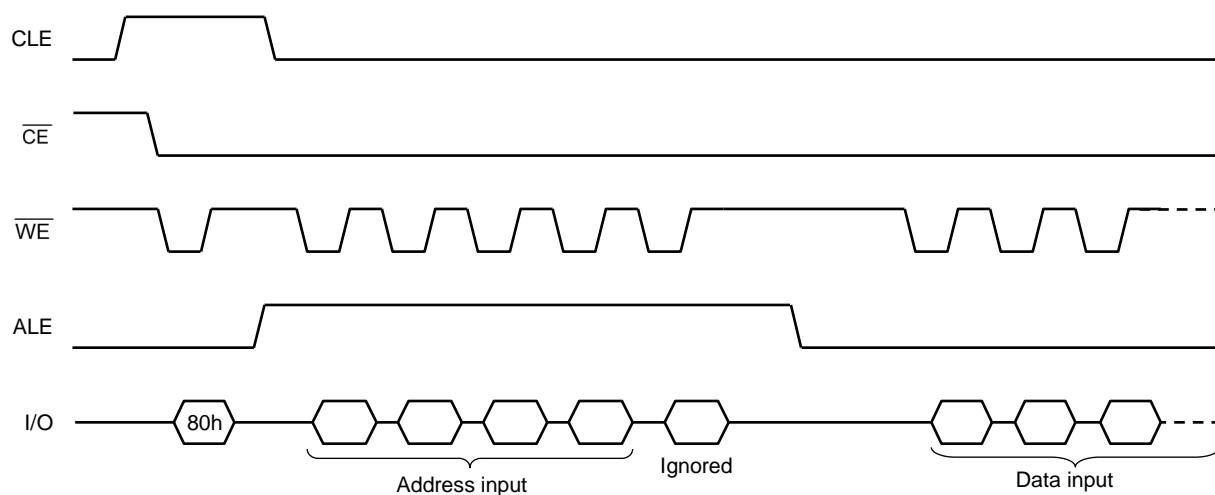 CLE
CE
WE
ALE
I/O
80h
Address input
Ignored
Data input